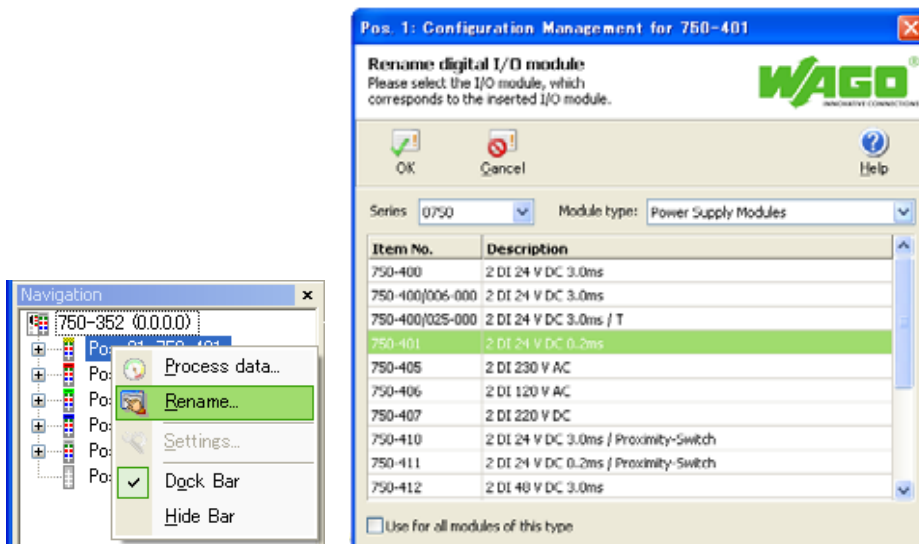 Navigation
750-352 (0.0.0.0)
Po
Po
Po
Po
Po
Po
Process data...
Rename...
Settings...
Dock Bar
Hide Bar
Pos. 1: Configuration Management for 750-401
Rename digital I/O module
Please select the I/O module, which
corresponds to the inserted I/O module.
WAGO
INNOVATIVE CONNECTIONS
OK Cancel Help
Series 0750 Module type: Power Supply Modules
Item No. Description
750-400 2 DI 24 V DC 3.0ms
750-400/006-000 2 DI 24 V DC 3.0ms
750-400/025-000 2 DI 24 V DC 3.0ms / T
750-401 2 DI 24 V DC 0.2ms
750-405 2 DI 230 V AC
750-406 2 DI 120 V AC
750-407 2 DI 220 V DC
750-410 2 DI 24 V DC 3.0ms / Proximity-Switch
750-411 2 DI 24 V DC 0.2ms / Proximity-Switch
750-412 2 DI 48 V DC 3.0ms
Use for all modules of this type